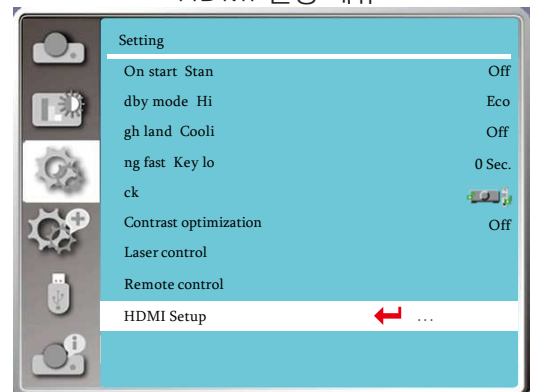 Setting
On start Stan Off
dby mode Hi Eco
gh land Cooli Off
ng fast Key lo 0 Sec.
ck
Contrast optimization Off
Laser control
Remote control
HDMI Setup ...